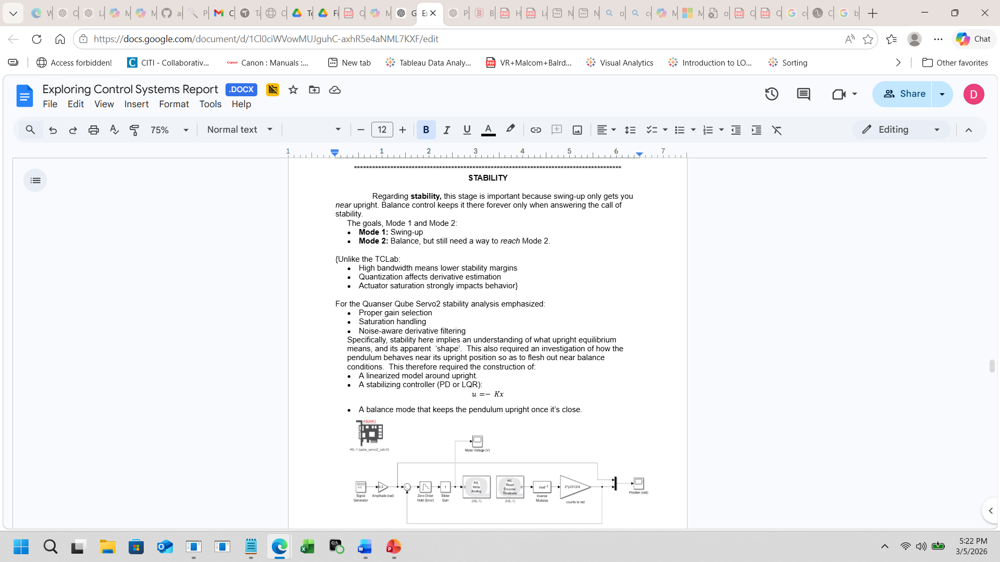 https://docs.google.com/document/d/1Cl0ciWVowMUJguhC-axhR5e4aNML7KXF/edit
Chat
Access forbidden!
CITI - Collaborativ...
Canon : Manuals :...
New tab
Tableau Data Analy...
VR+Malcom+Balrd...
Visual Analytics
Introduction to LO...
Sorting
Other favorites
Exploring Control Systems Report
.DOCX
File Edit View Insert Format Tools Help
Share
D
75%
Normal text
12
Editing
1 1 2 3 4 5 6 7
STABILITY
Regarding stability, this stage is important because swing-up only gets you
near upright. Balance control keeps it there forever only when answering the call of
stability.
The goals, Mode 1 and Mode 2:
• Mode 1: Swing-up
• Mode 2: Balance, but still need a way to reach Mode 2.
{Unlike the TCLab:
• High bandwidth means lower stability margins
• Quantization affects derivative estimation
• Actuator saturation strongly impacts behavior}
For the Quanser Qube Servo2 stability analysis emphasized:
• Proper gain selection
• Saturation handling
• Noise-aware derivative filtering
Specifically, stability here implies an understanding of what upright equilibrium
means, and its apparent ‘shape’. This also required an investigation of how the
pendulum behaves near its upright position so as to flesh out near balance
conditions. This therefore required the construction of:
• A linearized model around upright.
• A stabilizing controller (PD or LQR):
u =− Kx
• A balance mode that keeps the pendulum upright once it’s close.
QUARC
HIL-1 (qube_servo2_usb-0)
Motor Voltage (V)
Signal
Generator
0.5
Amplitude (rad)
Zero-Order
Hold (Error)
1
Slider
Gain
HIL
Write
Analog
(HIL-1)
HIL
Read
Encoder
Timebase
(HIL-1)
mod⁻¹
Inverse
Modulus
2*pi/512/4
counts to rad
Position (rad)
5:22 PM
3/5/2026